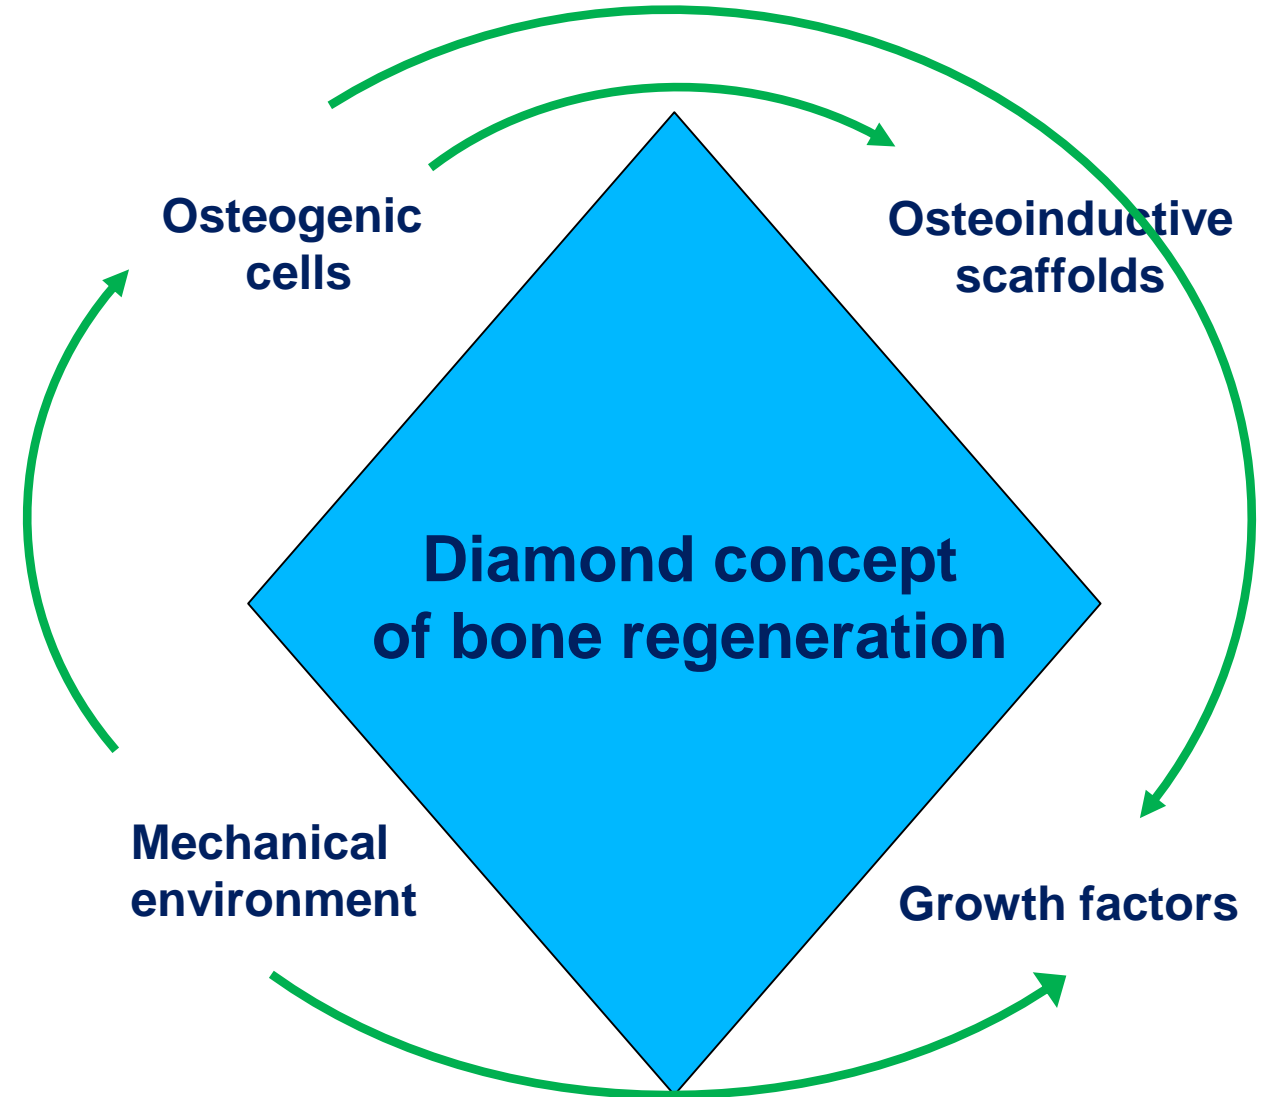 Osteogenic
cells
Osteoinductive
scaffolds
Diamond concept
of bone regeneration
Mechanical
environment
Growth factors